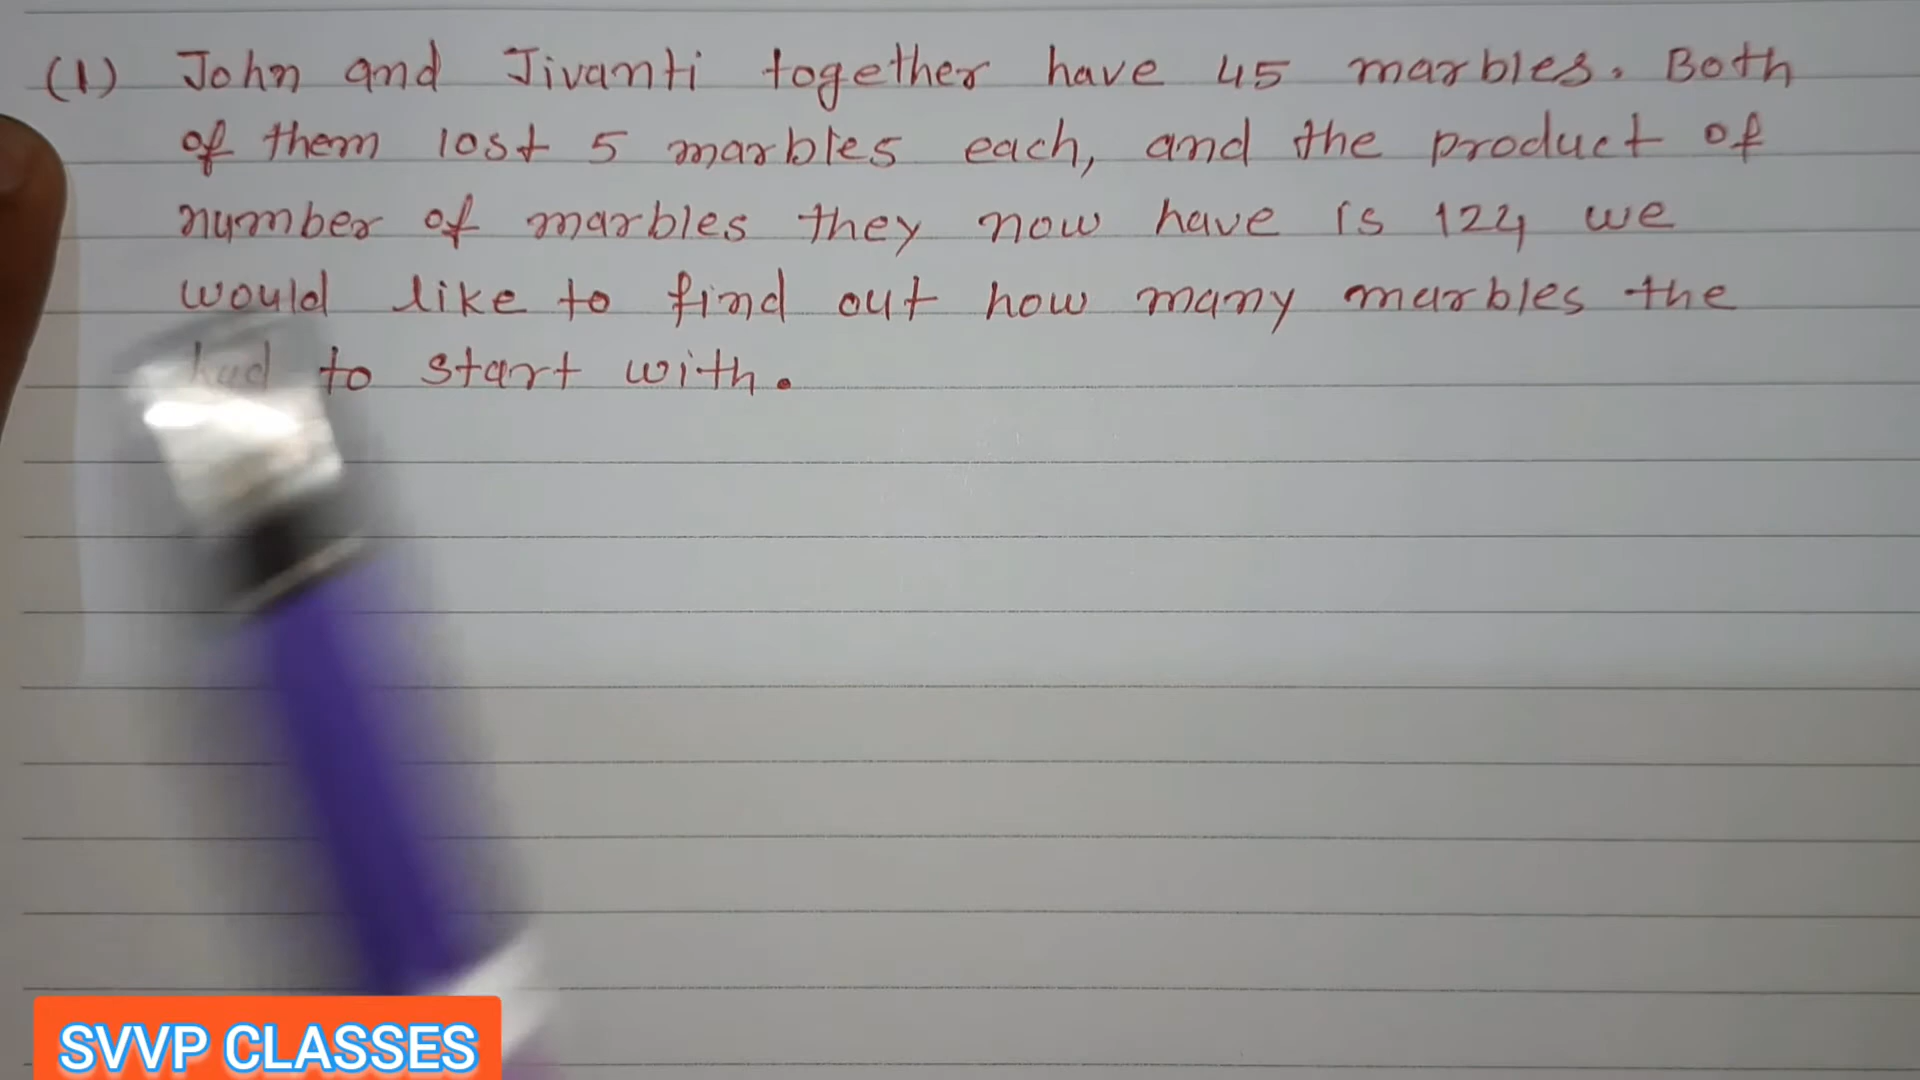 (1) John and Jivanti together have 45 marbles. Both
of them lost 5 marbles each, and the product of
number of marbles they now have is 124 we
would like to find out how many marbles the
had to start with.
SVVP CLASSES